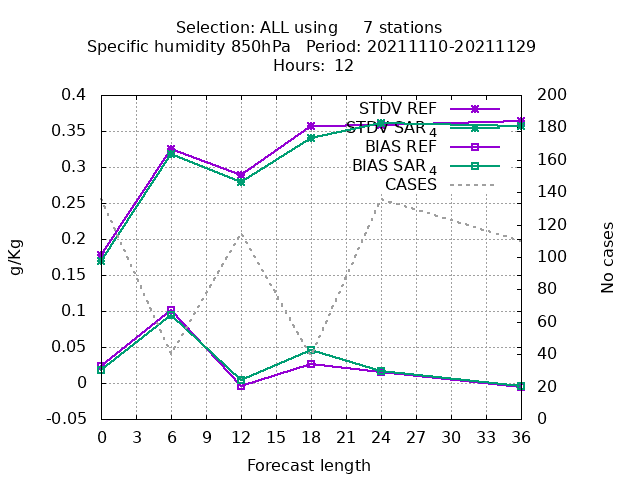 Selection: ALL using     7 stations
Specific humidity 850hPa   Period: 20211110-20211129
Hours: 12
0.4
0.35
0.3
0.25
0.2
0.15
0.1
0.05
0
-0.05
g/Kg
STDV REF
STDV SAR 4
BIAS REF
BIAS SAR 4
CASES
200
180
160
140
120
100
80
60
40
20
0
No cases
0 3 6 9 12 15 18 21 24 27 30 33 36
Forecast length